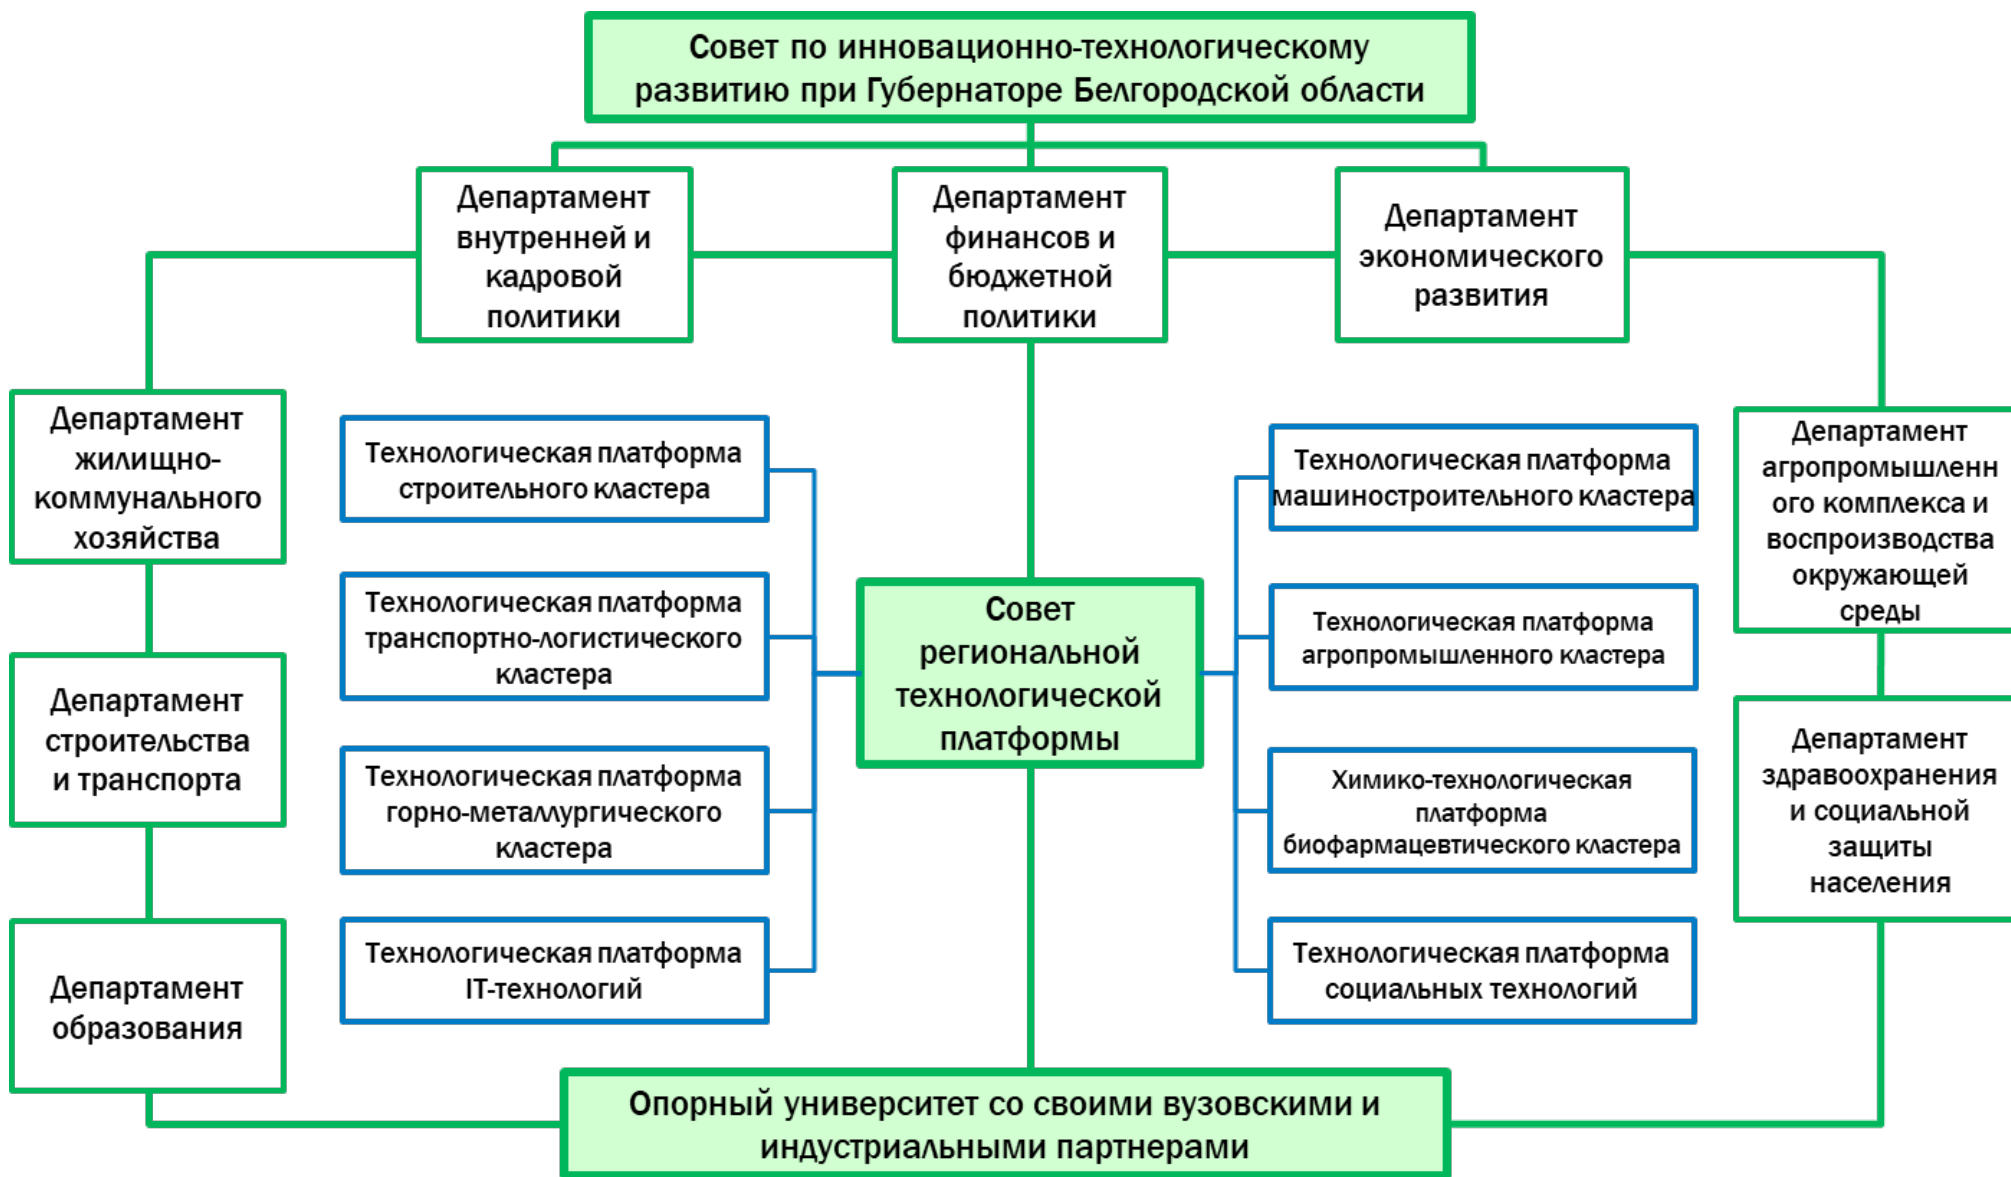 Совет по инновационно-технологическому
развитию при Губернаторе Белгородской области
Департамент
внутренней и
кадровой
политики
Департамент
финансов и
бюджетной
политики
Департамент
экономического
развития
Департамент
жилищно-
коммунального
хозяйства
Департамент
строительства
и транспорта
Департамент
образования
Технологическая платформа
строительного кластера
Технологическая платформа
транспортно-логистического
кластера
Технологическая платформа
горно-металлургического
кластера
Технологическая платформа
IT-технологий
Совет
региональной
технологической
платформы
Технологическая платформа
машиностроительного кластера
Технологическая платформа
агропромышленного кластера
Химико-технологическая
платформа
биофармацевтического кластера
Технологическая платформа
социальных технологий
Департамент
агропромышленн
ого комплекса и
воспроизводства
окружающей
среды
Департамент
здравоохранения
и социальной
защиты
населения
Опорный университет со своими вузовскими и
индустриальными партнерами